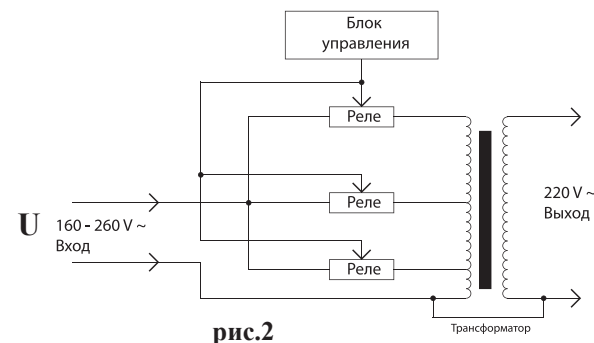 Блок
управления
Реле
Реле
Реле
U
160 - 260 V ~
Вход
220 V ~
Выход
Трансформатор
рис.2